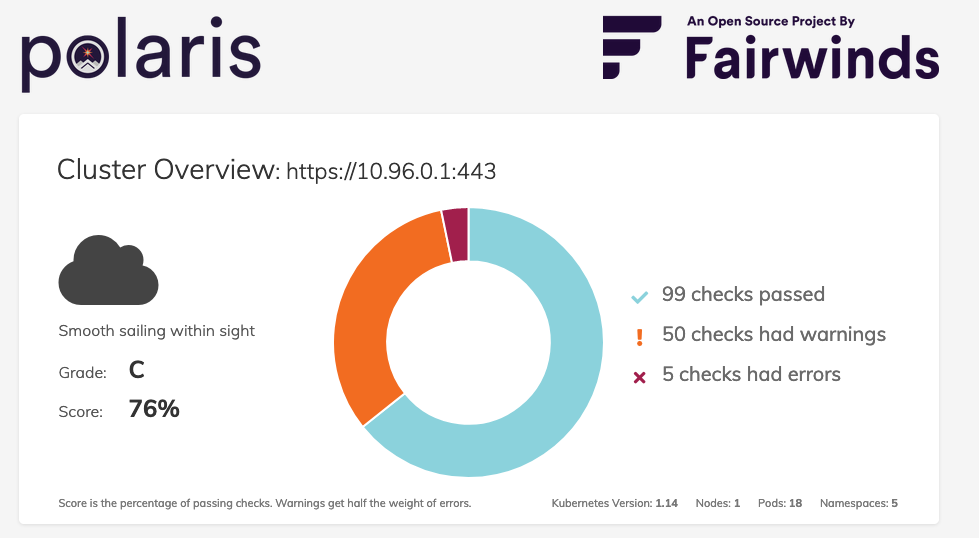 polaris
An Open Source Project By
Fairwinds
Cluster Overview: https://10.96.0.1:443
Smooth sailing within sight
Grade: C
Score: 76%
99 checks passed
50 checks had warnings
5 checks had errors
Score is the percentage of passing checks. Warnings get half the weight of errors.
Kubernetes Version: 1.14 Nodes: 1 Pods: 18 Namespaces: 5